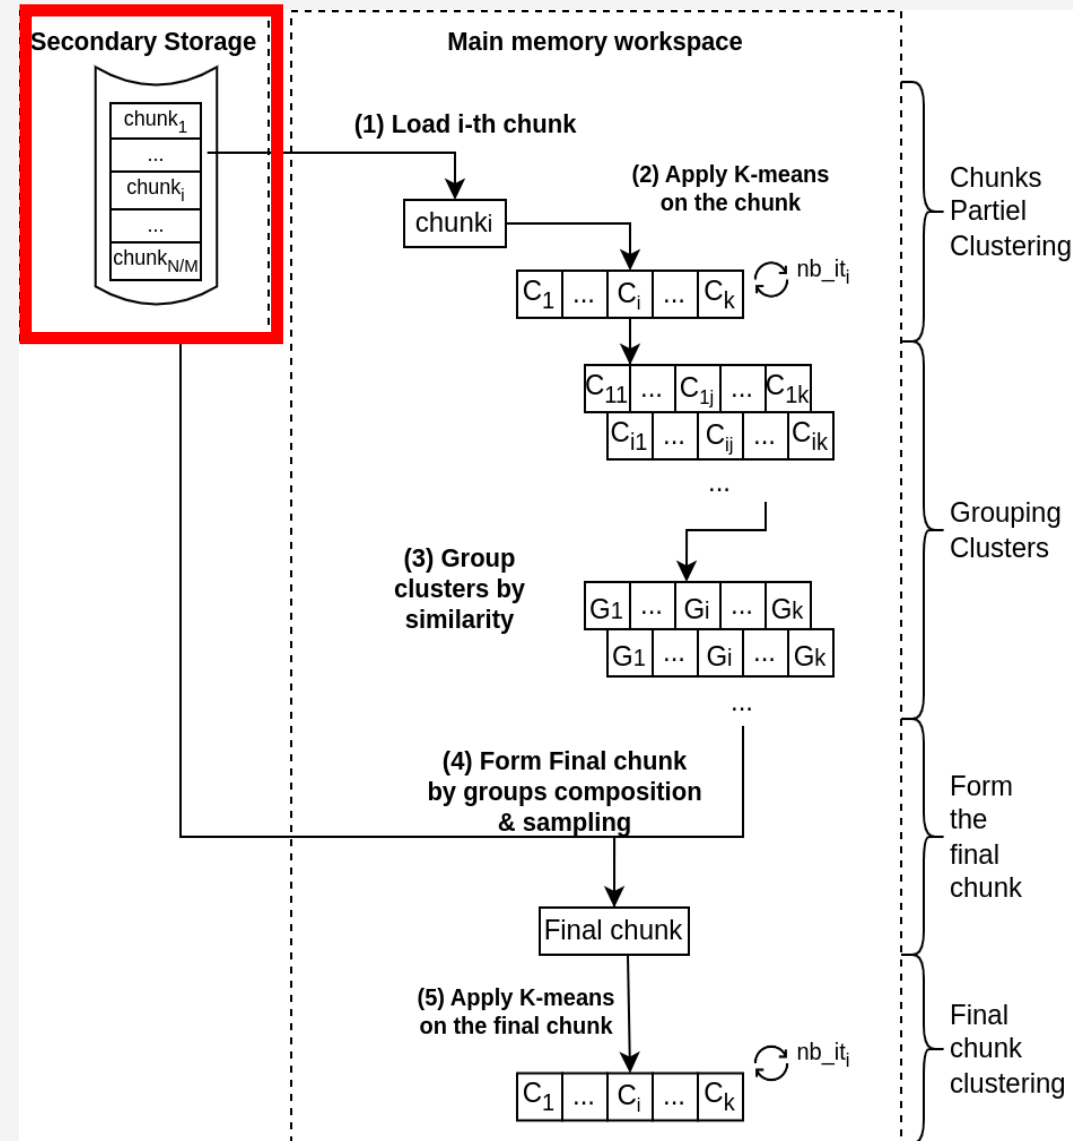 Secondary Storage
Main memory workspace
chunk1
...
chunki
...
chunkN/M
(1) Load i-th chunk
chunki
(2) Apply K-means
on the chunk
C1 ... Ci ... Ck
nb_iti
Chunks
Partiel
Clustering
C11 ... C1j ... C1k
Ci1 ... Cij ... Cik
...
(3) Group
clusters by
similarity
G1 ... Gi ... Gk
G1 ... Gi ... Gk
...
Grouping
Clusters
(4) Form Final chunk
by groups composition
& sampling
Final chunk
Form
the
final
chunk
(5) Apply K-means
on the final chunk
C1 ... Ci ... Ck
nb_iti
Final
chunk
clustering